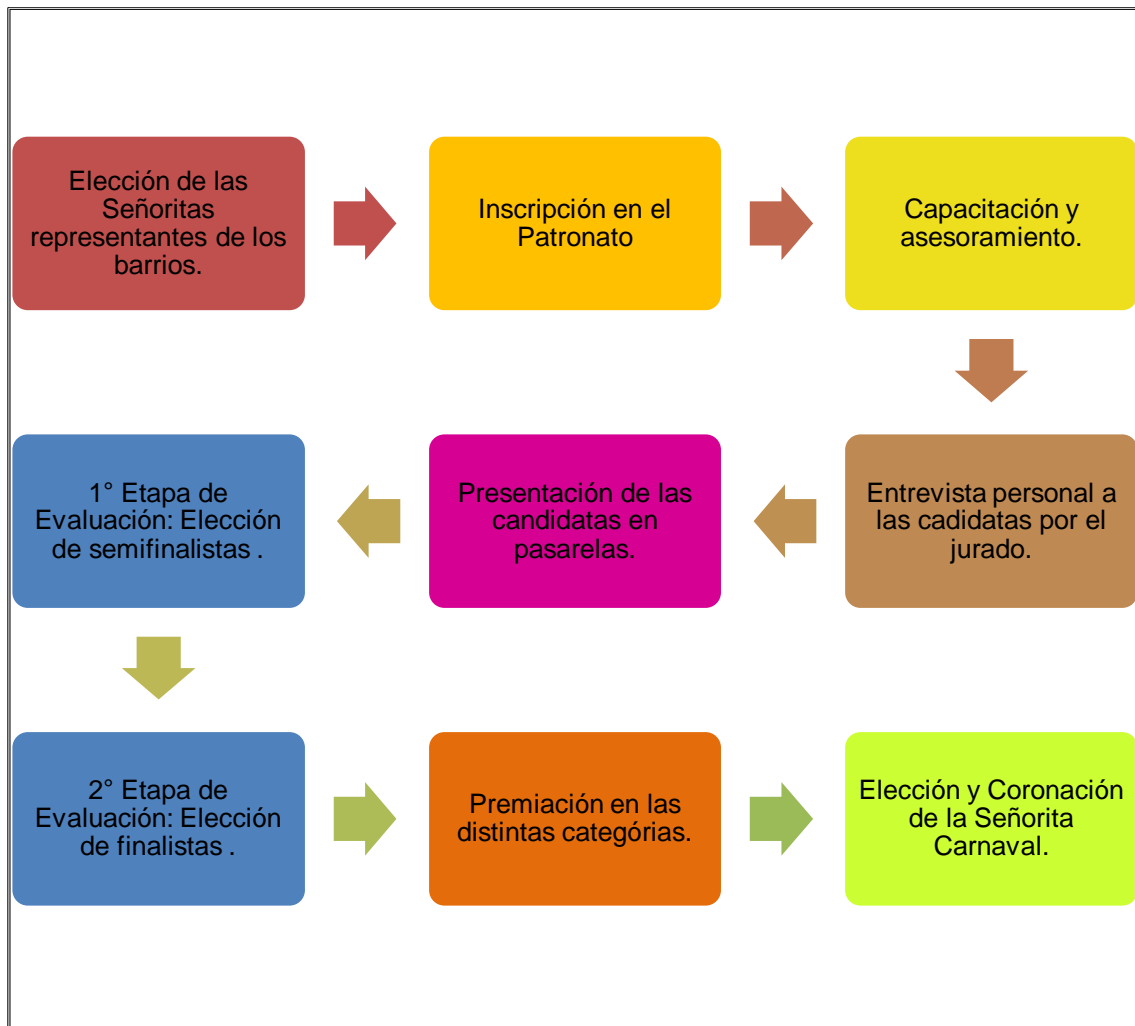 Elección de las
Señoritas
representantes de los
barrios.
Inscripción en el
Patronato
Capacitación y
asesoramiento.
Entrevista personal a
las cadidatas por el
jurado.
Presentación de las
candidatas en
pasarelas.
1° Etapa de
Evaluación: Elección
de semifinalistas .
2° Etapa de
Evaluación: Elección
de finalistas .
Premiación en las
distintas categórias.
Elección y Coronación
de la Señorita
Carnaval.